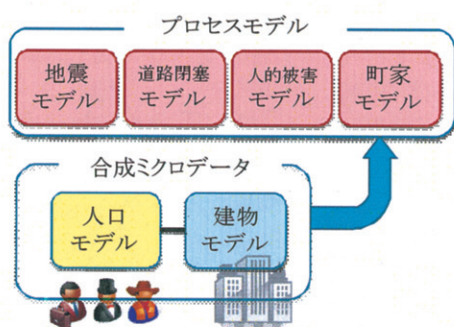 プロセスモデル
地震
モデル
道路閉塞
モデル
人的被害
モデル
町家
モデル
合成ミクロデータ
人口
モデル
建物
モデル